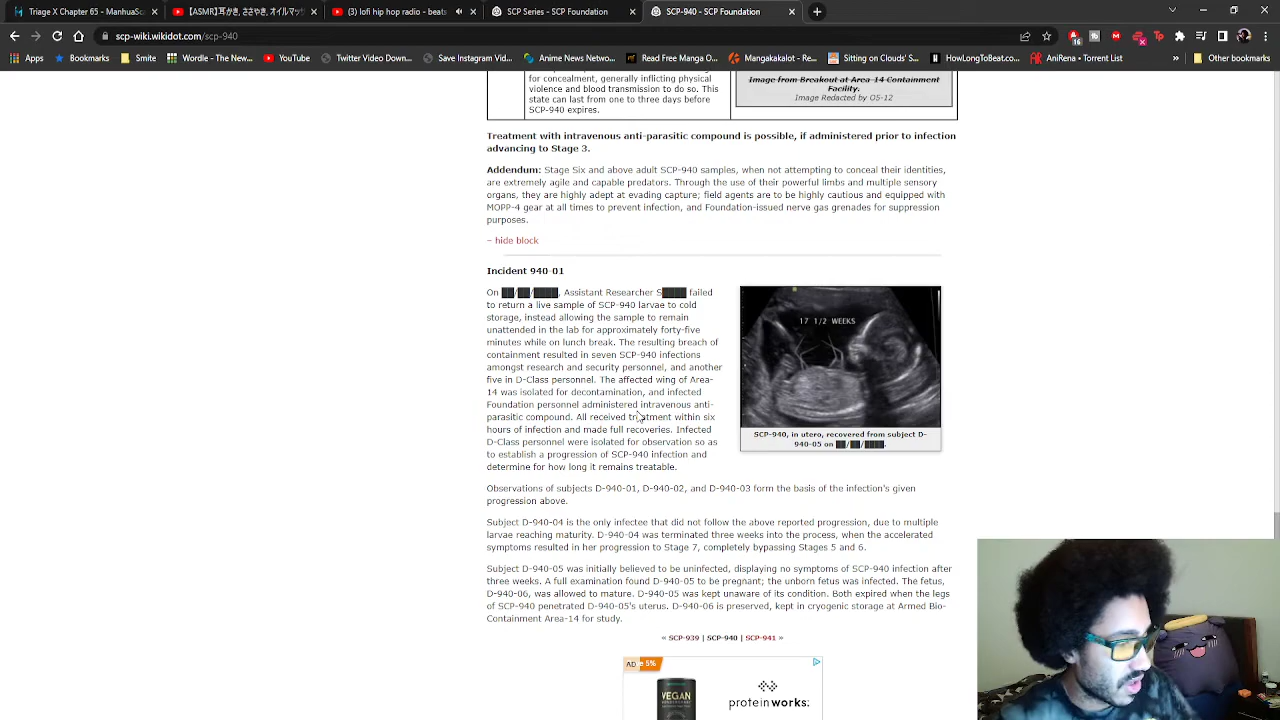 Triage X Chapter 65 - ManhuaSc
【ASMR】耳かき、ささやき、オイルマッ
(3) lofi hip hop radio - beat
SCP Series - SCP Foundation
SCP-940 - SCP Foundation
scp-wiki.wikidot.com/scp-940
16
Apps
Bookmarks
Smite
Wordle - The New...
YouTube
Twitter Video Down...
Save Instagram Vid...
Anime News Netwo...
Read Free Manga O...
Mangakakalot - Rea...
Sitting on Clouds | H...
HowLongToBeat.co...
AniRena • Torrent List
»
Other bookmarks
for concealment, generally inflicting physical
violence and blood transmission to do so. This
state can last from one to three days before
SCP-940 expires.
Image from Breakout at Area-14 Containment
Facility.
Image Redacted by O5-12
Treatment with intravenous anti-parasitic compound is possible, if administered prior to infection
advancing to Stage 3.
Addendum: Stage Six and above adult SCP-940 samples, when not attempting to conceal their identities,
are extremely agile and capable predators. Through the use of their powerful limbs and multiple sensory
organs, they are highly adept at evading capture; field agents are to be highly cautious and equipped with
MOPP-4 gear at all times to prevent infection, and Foundation-issued nerve gas grenades for suppression
purposes.
– hide block
Incident 940-01
On ██/██/████, Assistant Researcher S████ failed
to return a live sample of SCP-940 larvae to cold
storage, instead allowing the sample to remain
unattended in the lab for approximately forty-five
minutes while on lunch break. The resulting breach of
containment resulted in seven SCP-940 infections
amongst research and security personnel, and another
five in D-Class personnel. The affected wing of Area-
14 was isolated for decontamination, and infected
Foundation personnel administered intravenous anti-
parasitic compound. All received treatment within six
hours of infection and made full recoveries. Infected
D-Class personnel were isolated for observation so as
to establish a progression of SCP-940 infection and
determine for how long it remains treatable.
17 1/2 WEEKS
SCP-940, in utero, recovered from subject D-
940-05 on ██/██/████.
Observations of subjects D-940-01, D-940-02, and D-940-03 form the basis of the infection's given
progression above.
Subject D-940-04 is the only infectee that did not follow the above reported progression, due to multiple
larvae reaching maturity. D-940-04 was terminated three weeks into the process, when the accelerated
symptoms resulted in her progression to Stage 7, completely bypassing Stages 5 and 6.
Subject D-940-05 was initially believed to be uninfected, displaying no symptoms of SCP-940 infection after
three weeks. A full examination found D-940-05 to be pregnant; the unborn fetus was infected. The fetus,
D-940-06, was allowed to mature. D-940-05 was kept unaware of its condition. Both expired when the legs
of SCP-940 penetrated D-940-05's uterus. D-940-06 is preserved, kept in cryogenic storage at Armed Bio-
Containment Area-14 for study.
« SCP-939 | SCP-940 | SCP-941 »
AD
e 5%
VEGAN
proteinworks.